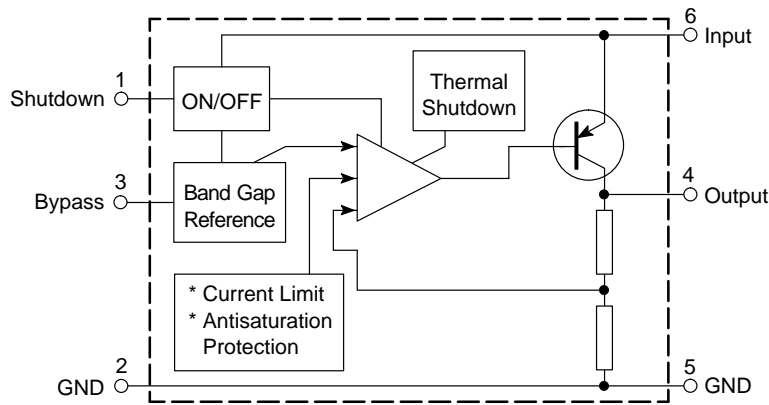 6
Input
1
Shutdown
ON/OFF
Thermal
Shutdown
3
Bypass
Band Gap
Reference
4
Output
* Current Limit
* Antisaturation
Protection
2
GND
5
GND